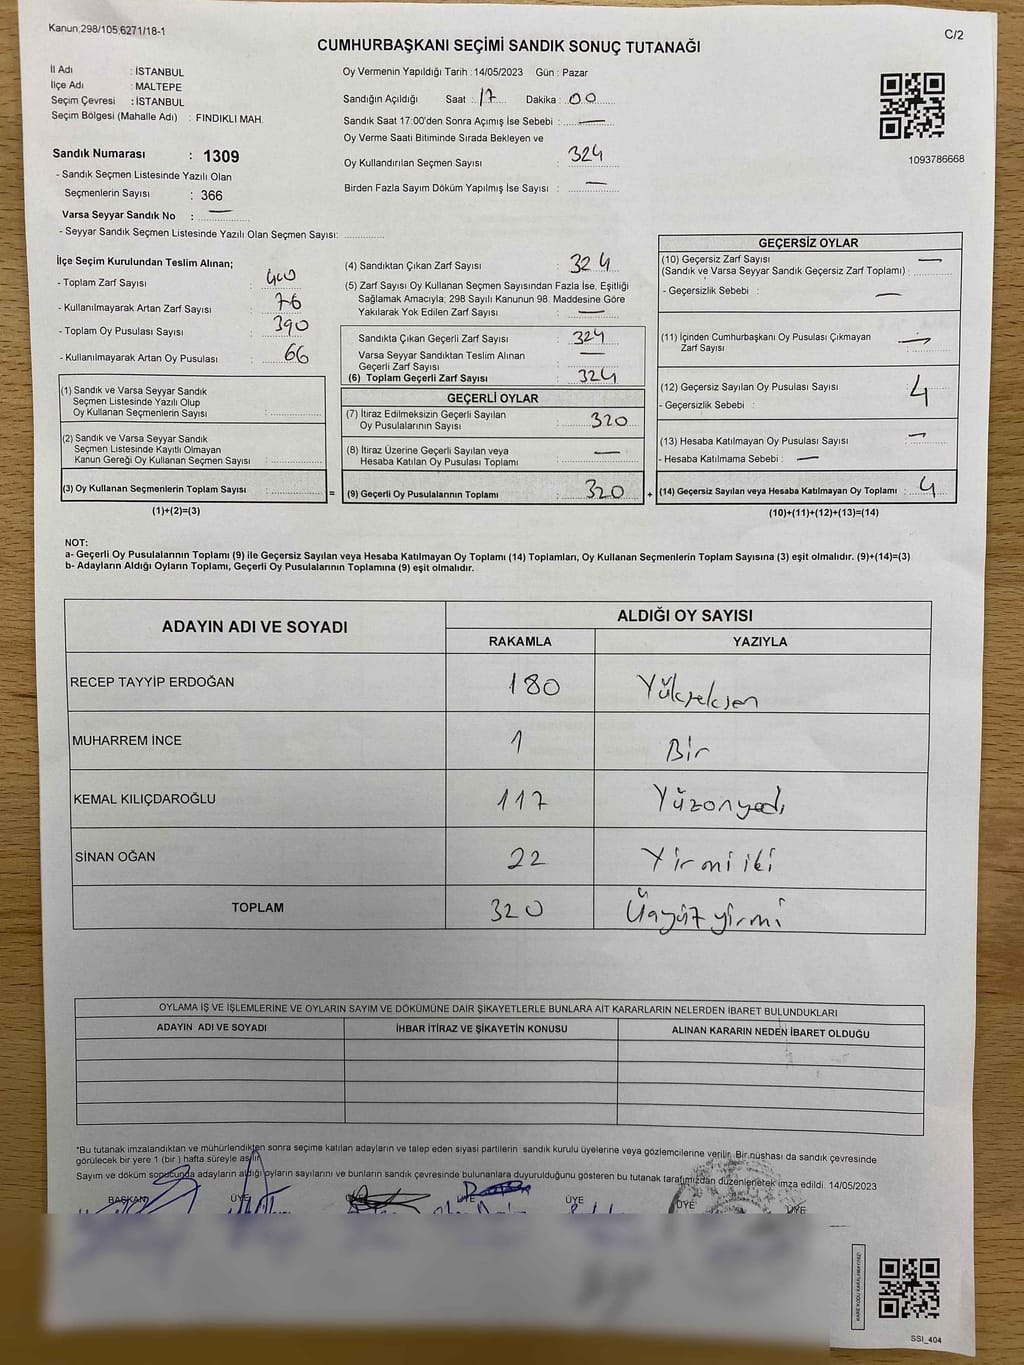 Kanun;298/105;6271/18-1
C/2
CUMHURBAŞKANI SEÇİMİ SANDIK SONUÇ TUTANAĞI
İl Adı : İSTANBUL
İlçe Adı : MALTEPE
Seçim Çevresi : İSTANBUL
Seçim Bölgesi (Mahalle Adı) : FINDIKLI MAH.
Sandık Numarası : 1309
- Sandık Seçmen Listesinde Yazılı Olan
Seçmenlerin Sayısı : 366
Varsa Seyyar Sandık No : —
- Seyyar Sandık Seçmen Listesinde Yazılı Olan Seçmen Sayısı: ..............
Oy Vermenin Yapıldığı Tarih : 14/05/2023 Gün : Pazar
Sandığın Açıldığı Saat : 17 Dakika : 00
Sandık Saat 17:00'den Sonra Açımış İse Sebebi : —
Oy Verme Saati Bitiminde Sırada Bekleyen ve
Oy Kullandırılan Seçmen Sayısı : 324
Birden Fazla Sayım Döküm Yapılmış İse Sayısı : —
1093786668
İlçe Seçim Kurulundan Teslim Alınan;
- Toplam Zarf Sayısı : 400
- Kullanılmayarak Artan Zarf Sayısı : 76
- Toplam Oy Pusulası Sayısı : 390
- Kullanılmayarak Artan Oy Pusulası : 66
(1) Sandık ve Varsa Seyyar Sandık
Seçmen Listesinde Yazılı Olup
Oy Kullanan Seçmenlerin Sayısı : ..............
(2) Sandık ve Varsa Seyyar Sandık
Seçmen Listesinde Kayıtlı Olmayan
Kanun Gereği Oy Kullanan Seçmen Sayısı : ..............
(3) Oy Kullanan Seçmenlerin Toplam Sayısı : .............. =
(1)+(2)=(3)
(4) Sandıktan Çıkan Zarf Sayısı : 324
(5) Zarf Sayısı Oy Kullanan Seçmen Sayısından Fazla İse, Eşitliği
Sağlamak Amacıyla; 298 Sayılı Kanunun 98. Maddesine Göre
Yakılarak Yok Edilen Zarf Sayısı : —
Sandıkta Çıkan Geçerli Zarf Sayısı : 324
Varsa Seyyar Sandıktan Teslim Alınan
Geçerli Zarf Sayısı : —
(6) Toplam Geçerli Zarf Sayısı : 324
GEÇERLİ OYLAR
(7) İtiraz Edilmeksizin Geçerli Sayılan
Oy Pusulalarının Sayısı : 320
(8) İtiraz Üzerine Geçerli Sayılan veya
Hesaba Katılan Oy Pusulası Toplamı : —
(9) Geçerli Oy Pusulalarının Toplamı : 320 +
GEÇERSİZ OYLAR
(10) Geçersiz Zarf Sayısı : —
(Sandık ve Varsa Seyyar Sandık Geçersiz Zarf Toplamı) :
- Geçersizlik Sebebi : —
(11) İçinden Cumhurbaşkanı Oy Pusulası Çıkmayan
Zarf Sayısı : —
(12) Geçersiz Sayılan Oy Pusulası Sayısı : 4
- Geçersizlik Sebebi :
(13) Hesaba Katılmayan Oy Pusulası Sayısı : —
- Hesaba Katılmama Sebebi : —
(14) Geçersiz Sayılan veya Hesaba Katılmayan Oy Toplamı : 4
(10)+(11)+(12)+(13)=(14)
NOT:
a- Geçerli Oy Pusulalarının Toplamı (9) ile Geçersiz Sayılan veya Hesaba Katılmayan Oy Toplamı (14) Toplamları, Oy Kullanan Seçmenlerin Toplam Sayısına (3) eşit olmalıdır. (9)+(14)=(3)
b- Adayların Aldığı Oyların Toplamı, Geçerli Oy Pusulalarının Toplamına (9) eşit olmalıdır.
ADAYIN ADI VE SOYADI ALDIĞI OY SAYISI
RAKAMLA YAZIYLA
RECEP TAYYİP ERDOĞAN 180 Yükseksen
MUHARREM İNCE 1 Bir
KEMAL KILIÇDAROĞLU 117 Yüzonyedi
SİNAN OĞAN 22 Yirmi iki
TOPLAM 320 Üçyüz yirmi
OYLAMA İŞ VE İŞLEMLERİNE VE OYLARIN SAYIM VE DÖKÜMÜNE DAİR ŞİKAYETLERLE BUNLARA AİT KARARLARIN NELERDEN İBARET BULUNDUKLARI
ADAYIN ADI VE SOYADI İHBAR İTİRAZ VE ŞİKAYETİN KONUSU ALINAN KARARIN NEDEN İBARET OLDUĞU
*Bu tutanak imzalandıktan ve mühürlendikten sonra seçime katılan adayların ve talep eden siyasi partilerin sandık kurulu üyelerine veya gözlemcilerine verilir. Bir nüshası da sandık çevresinde
görülecek bir yere 1 (bir ) hafta süreyle asılır.
Sayım ve döküm sonucunda adayların aldığı oyların sayılarını ve bunların sandık çevresinde bulunanlara duyurulduğunu gösteren bu tutanak tarafımızdan düzenlenerek imza edildi. 14/05/2023
BAŞKAN ÜYE ÜYE ÜYE ÜYE ÜYE ÜYE
KARE KODU KARALAMAYINIZ!
SSI_404